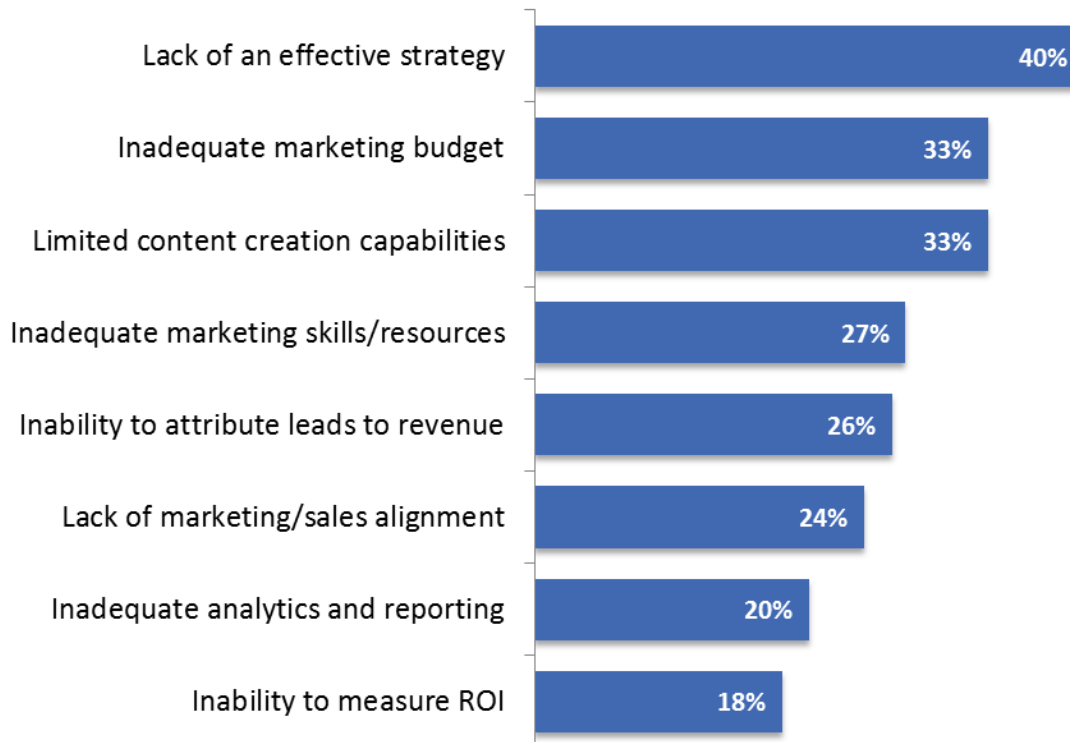 Lack of an effective strategy 40%
Inadequate marketing budget 33%
Limited content creation capabilities 33%
Inadequate marketing skills/resources 27%
Inability to attribute leads to revenue 26%
Lack of marketing/sales alignment 24%
Inadequate analytics and reporting 20%
Inability to measure ROI 18%